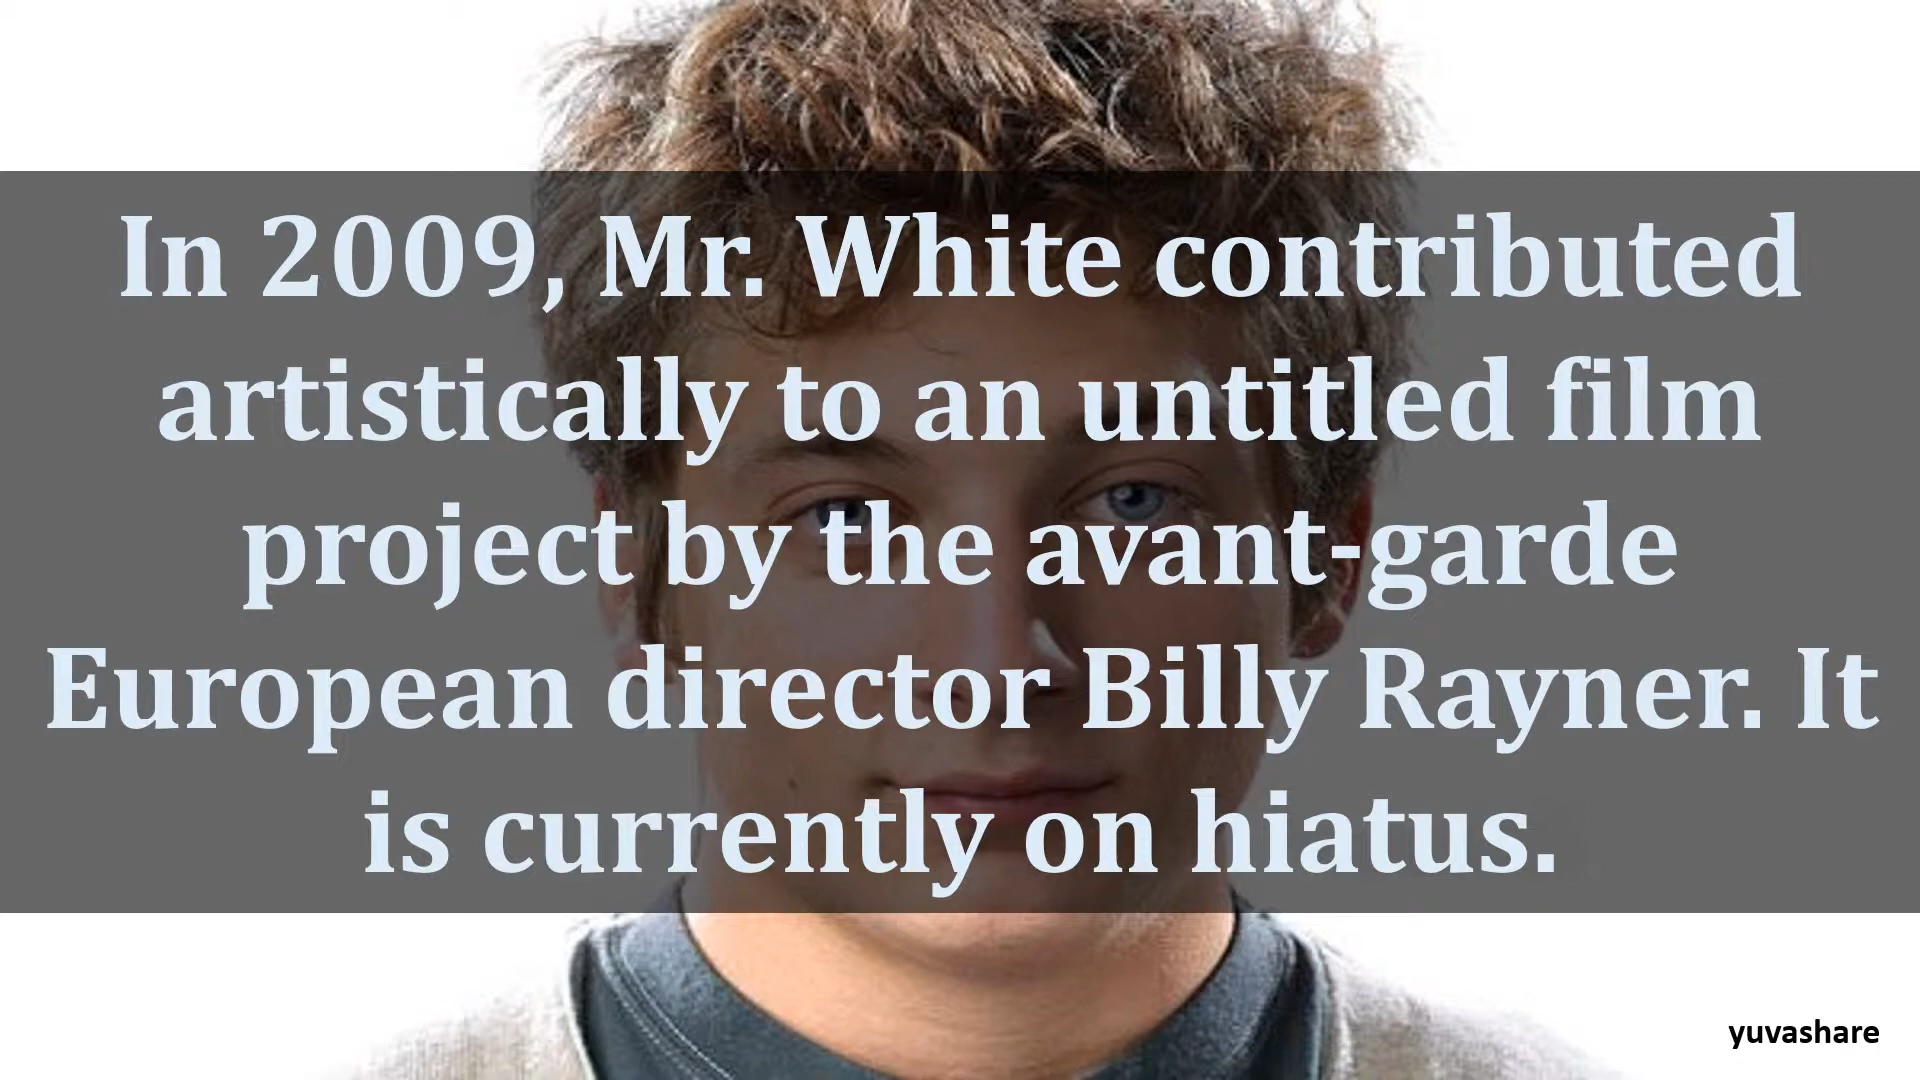 In 2009, Mr. White contributed
artistically to an untitled film
project by the avant-garde
European director Billy Rayner. It
is currently on hiatus.
yuvashare